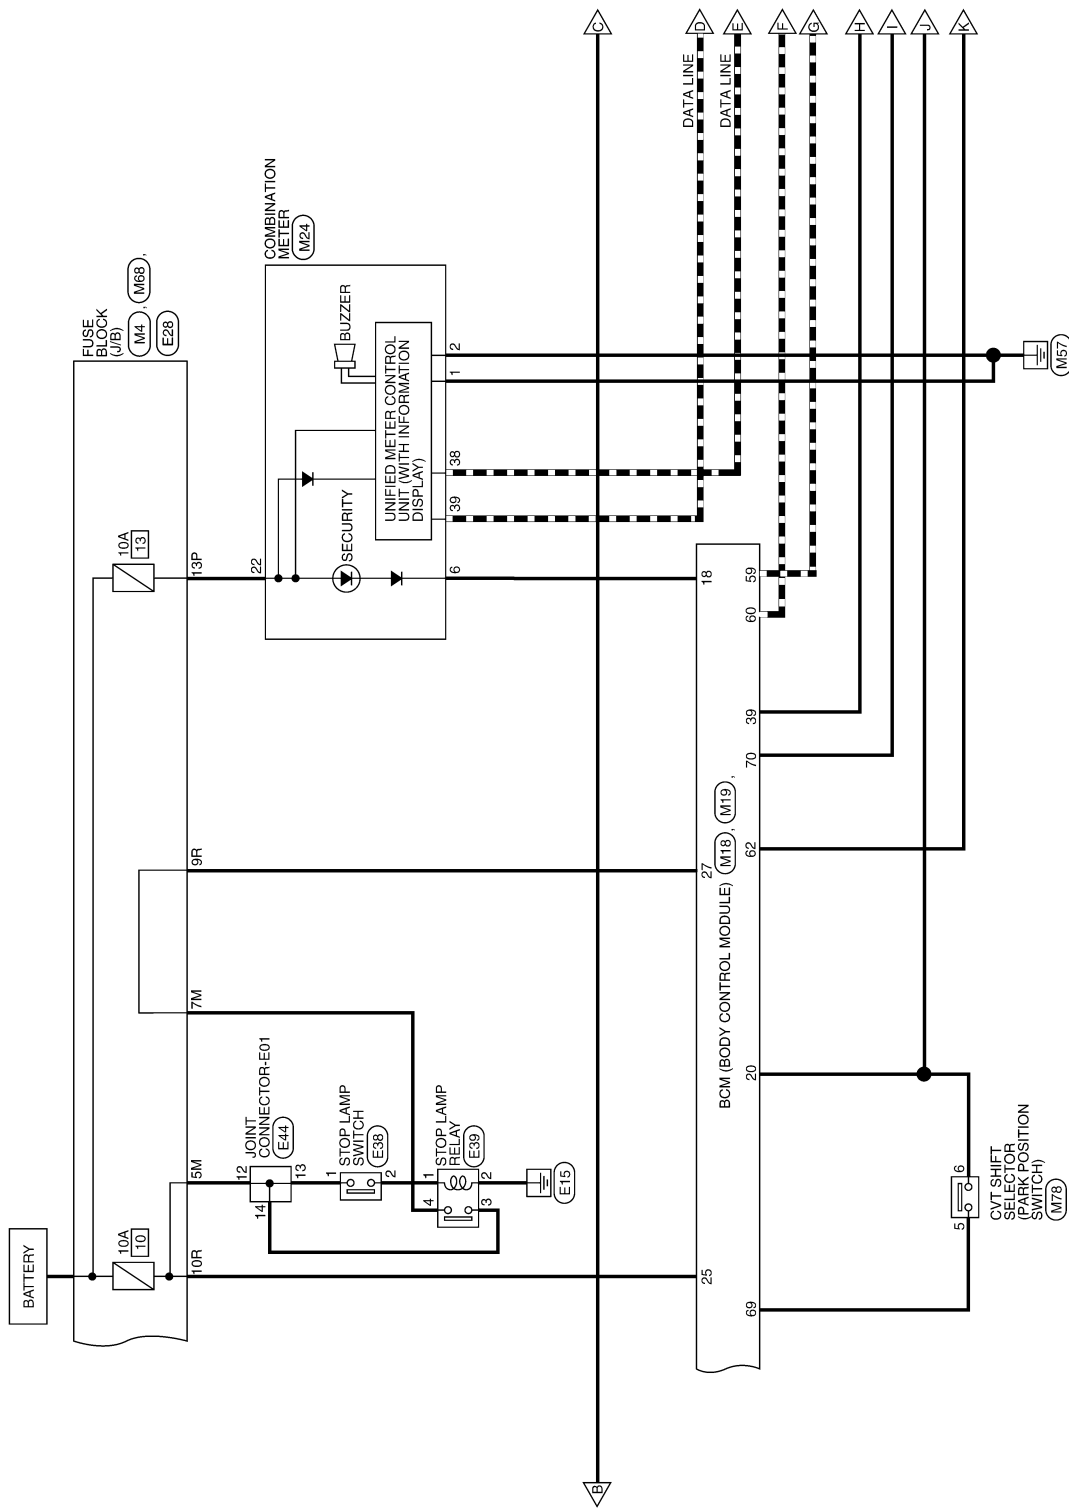 BATTERY
FUSE
BLOCK
(J/B)
M4 , M68 ,
E28
10A
10
10A
13
10R
5M
7M
9R
13P
JOINT
CONNECTOR-E01
E44
12
13
14
STOP LAMP
SWITCH
E38
1
2
STOP LAMP
RELAY
E39
1
4
2
3
E15
COMBINATION
METER
M24
22
SECURITY
BUZZER
UNIFIED METER CONTROL
UNIT (WITH INFORMATION
DISPLAY)
6
39
38
1
2
B
C
DATA LINE
D
DATA LINE
E
F
G
H
I
J
K
25
27
18
BCM (BODY CONTROL MODULE) M18 , M19 ,
69
20
62
70
39
60
59
5
6
CVT SHIFT
SELECTOR
(PARK POSITION
SWITCH)
M78
M57